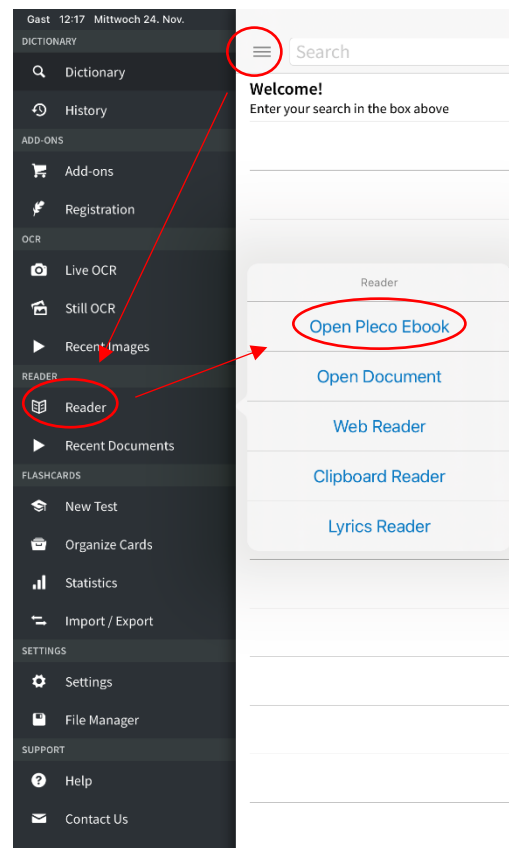 Gast 12:17 Mittwoch 24. Nov.
DICTIONARY
Dictionary
History
ADD-ONS
Add-ons
Registration
OCR
Live OCR
Still OCR
Recent Images
READER
Reader
Recent Documents
FLASHCARDS
New Test
Organize Cards
Statistics
Import / Export
SETTINGS
Settings
File Manager
SUPPORT
Help
Contact Us
Search
Welcome!
Enter your search in the box above
Reader
Open Pleco Ebook
Open Document
Web Reader
Clipboard Reader
Lyrics Reader